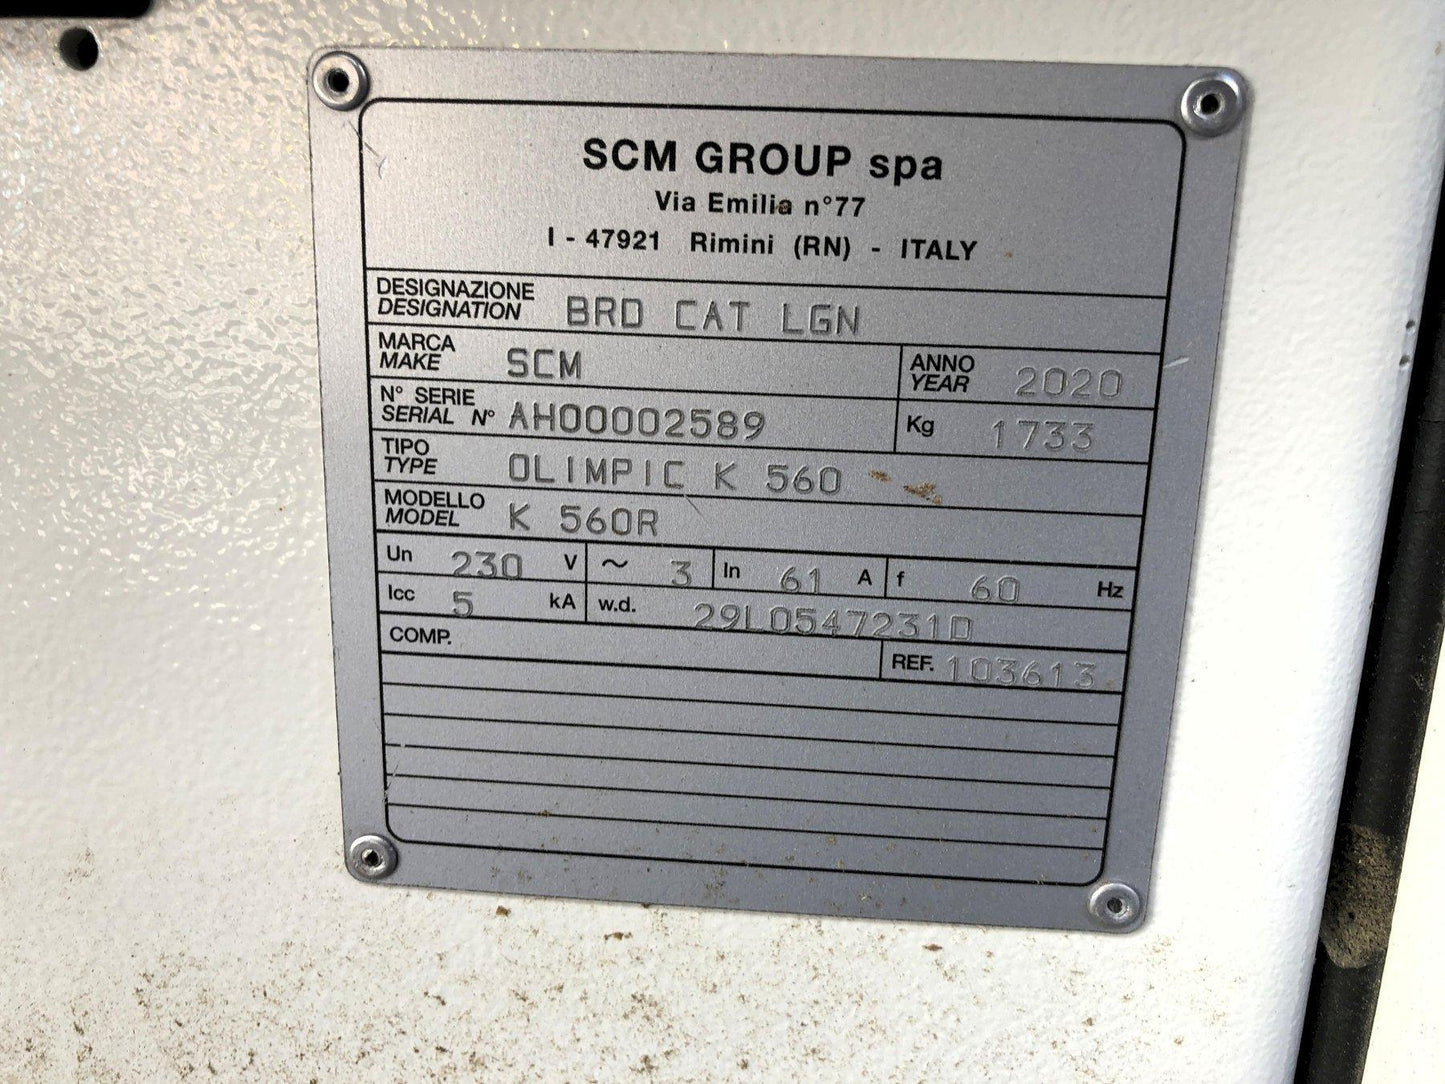 SCM GROUP spa
Via Emilia n°77
I - 47921 Rimini (RN) - ITALY
DESIGNAZIONE
DESIGNATION BRD CAT LGN
MARCA
MAKE SCM
ANNO
YEAR 2020
N° SERIE
SERIAL N° AH00002589
Kg 1733
TIPO
TYPE OLIMPIC K 560
MODELLO
MODEL K 560R
Un 230 V ~ 3 In 61 A f 60 Hz
Icc 5 kA w.d. 29L0547231D
COMP. REF. 103613